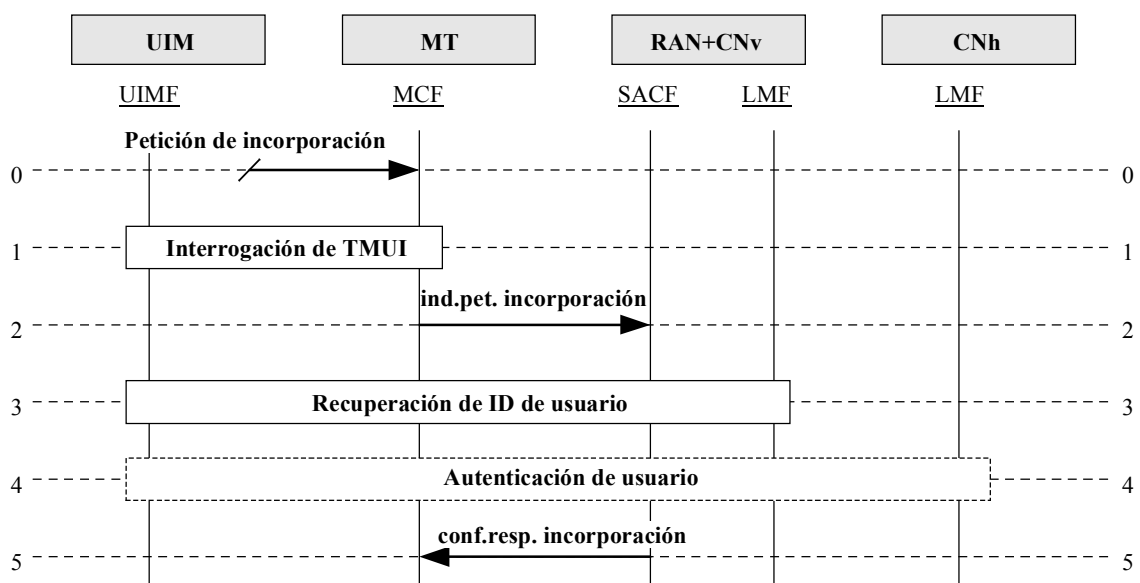 UIM MT RAN+CNv CNh
UIMF MCF SACF LMF LMF
Petición de incorporación
0 0
1 Interrogación de TMUI 1
ind.pet. incorporación
2 2
3 Recuperación de ID de usuario 3
4 Autenticación de usuario 4
conf.resp. incorporación
5 5